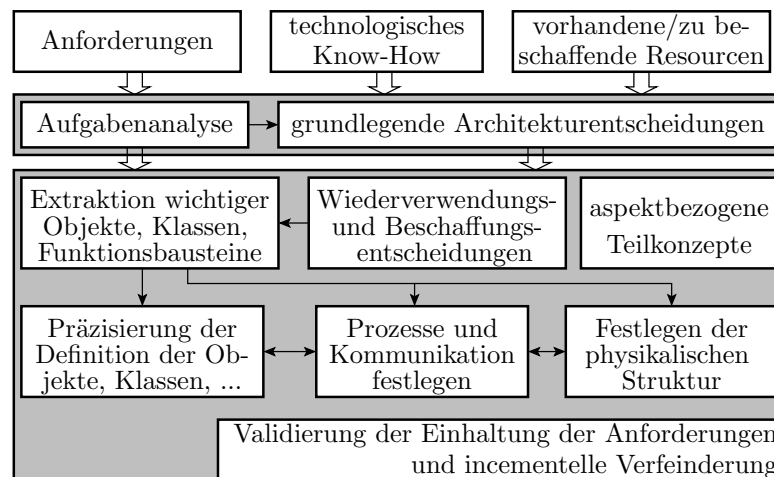 Anforderungen
technologisches
Know-How
vorhandene/zu be-
schaffende Resourcen
Aufgabenanalyse
grundlegende Architekturentscheidungen
Extraktion wichtiger
Objekte, Klassen,
Funktionsbausteine
Wiederverwendungs-
und Beschaffungs-
entscheidungen
aspektbezogene
Teilkonzepte
Präzisierung der
Definition der Ob-
jekte, Klassen, ...
Prozesse und
Kommunikation
festlegen
Festlegen der
physikalischen
Struktur
Validierung der Einhaltung der Anforderungen
und incementelle Verfeinderung